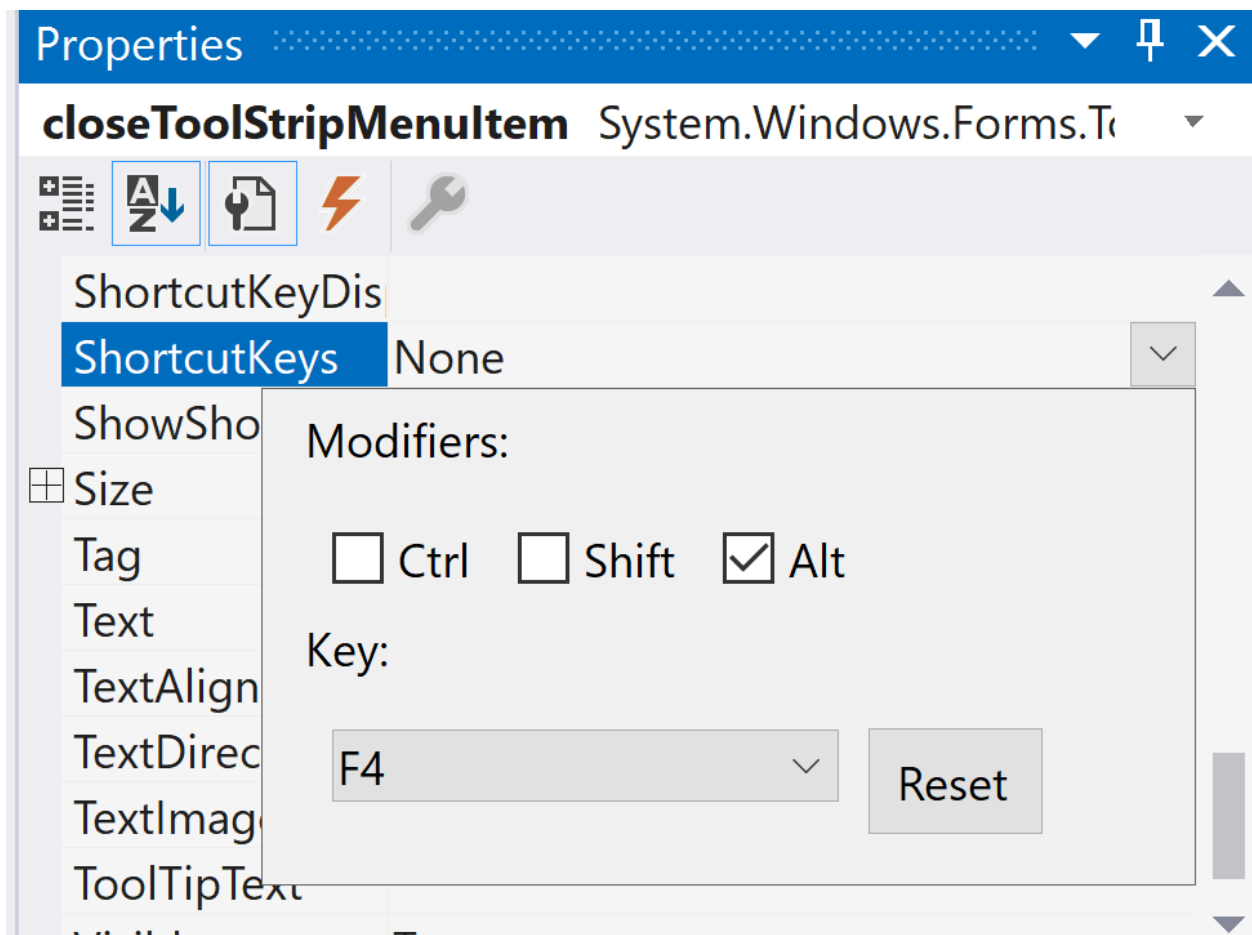 Properties
closeToolStripMenuItem System.Windows.Forms.To
ShortcutKeyDis
ShortcutKeys None
ShowSho
Modifiers:
Size
Tag
Ctrl Shift Alt
Text
Key:
TextAlign
TextDirec
F4
Reset
TextImag
ToolTipText